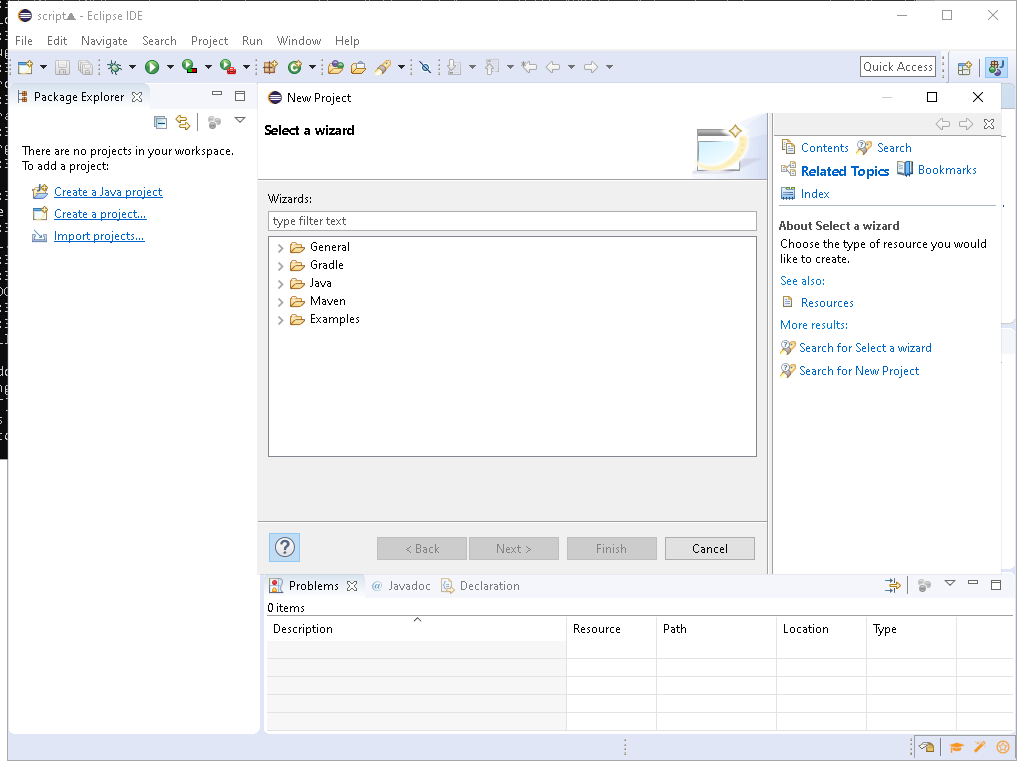 script▲ - Eclipse IDE
File Edit Navigate Search Project Run Window Help
Quick Access
Package Explorer
There are no projects in your workspace.
To add a project:
Create a Java project
Create a project...
Import projects...
New Project
Select a wizard
Wizards:
type filter text
General
Gradle
Java
Maven
Examples
< Back Next > Finish Cancel
Contents Search
Related Topics Bookmarks
Index
About Select a wizard
Choose the type of resource you would
like to create.
See also:
Resources
More results:
Search for Select a wizard
Search for New Project
Problems @ Javadoc Declaration
0 items
Description Resource Path Location Type